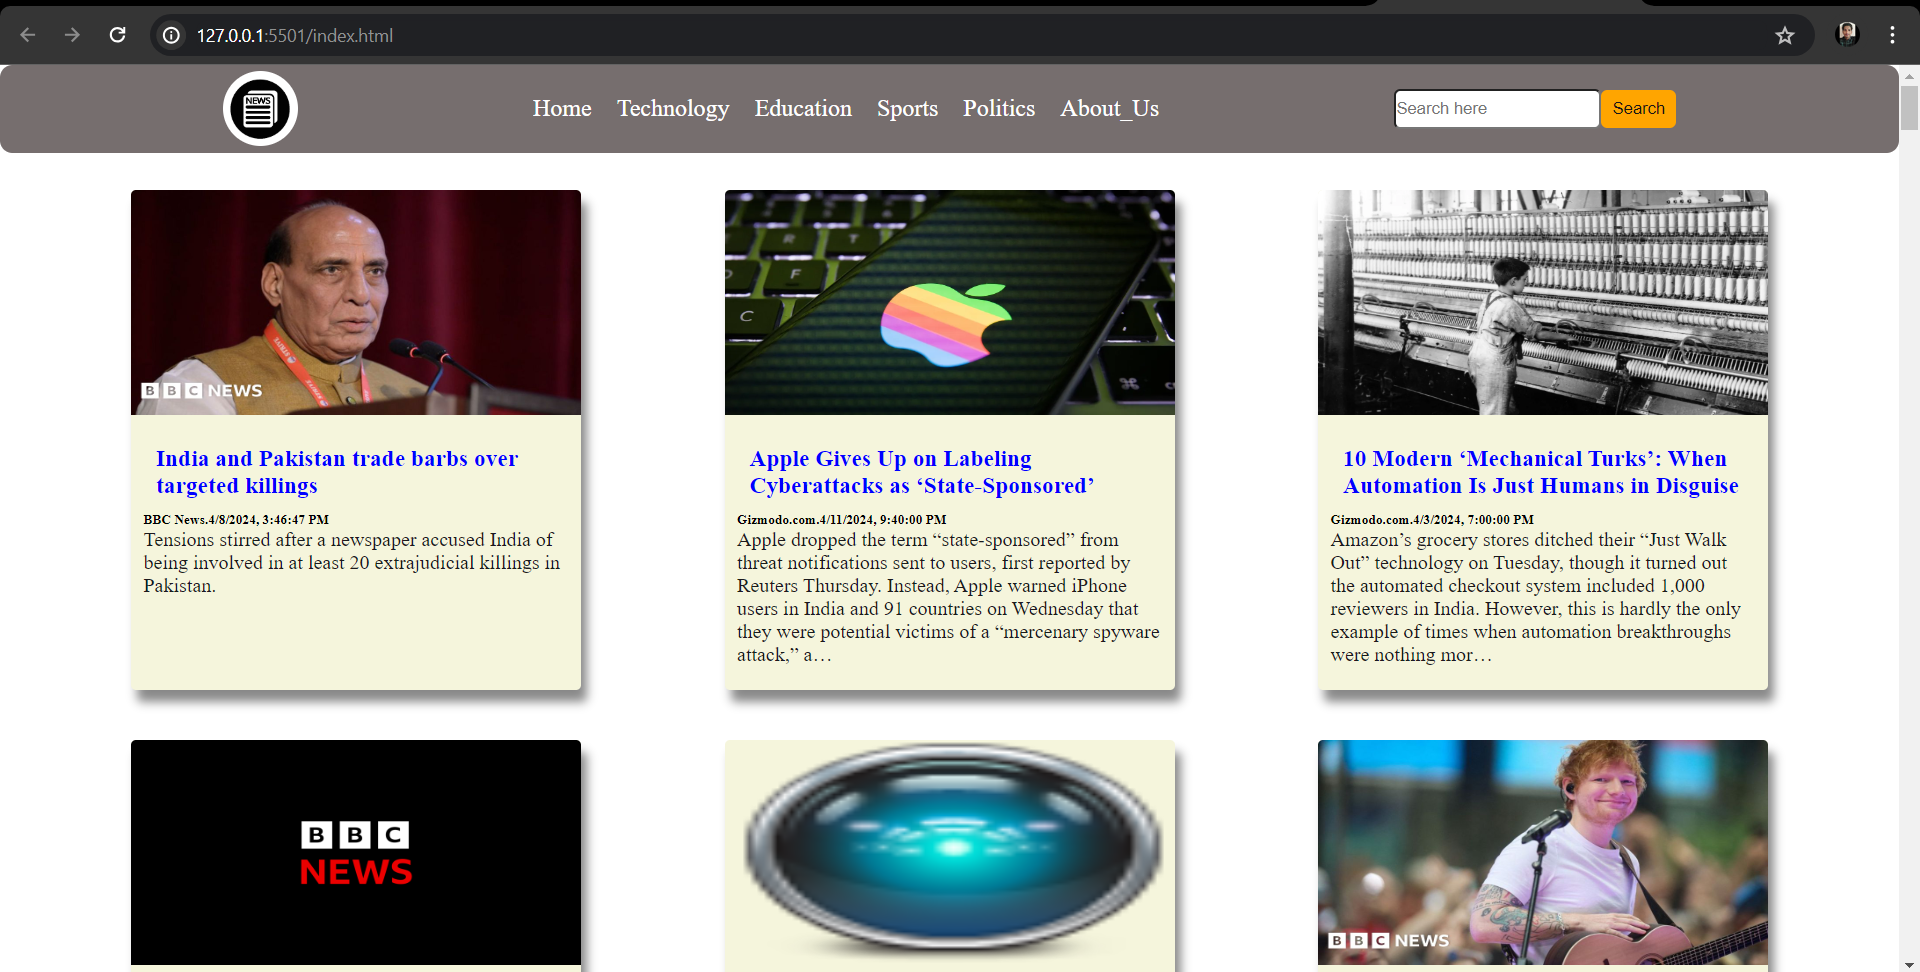 127.0.0.1:5501/index.html
NEWS
Home Technology Education Sports Politics About_Us
Search here Search
BBC NEWS
R T
F
C
⌘
India and Pakistan trade barbs over
targeted killings
BBC News.4/8/2024, 3:46:47 PM
Tensions stirred after a newspaper accused India of
being involved in at least 20 extrajudicial killings in
Pakistan.
Apple Gives Up on Labeling
Cyberattacks as ‘State-Sponsored’
Gizmodo.com.4/11/2024, 9:40:00 PM
Apple dropped the term “state-sponsored” from
threat notifications sent to users, first reported by
Reuters Thursday. Instead, Apple warned iPhone
users in India and 91 countries on Wednesday that
they were potential victims of a “mercenary spyware
attack,” a…
10 Modern ‘Mechanical Turks’: When
Automation Is Just Humans in Disguise
Gizmodo.com.4/3/2024, 7:00:00 PM
Amazon’s grocery stores ditched their “Just Walk
Out” technology on Tuesday, though it turned out
the automated checkout system included 1,000
reviewers in India. However, this is hardly the only
example of times when automation breakthroughs
were nothing mor…
BBC
NEWS
BBC NEWS